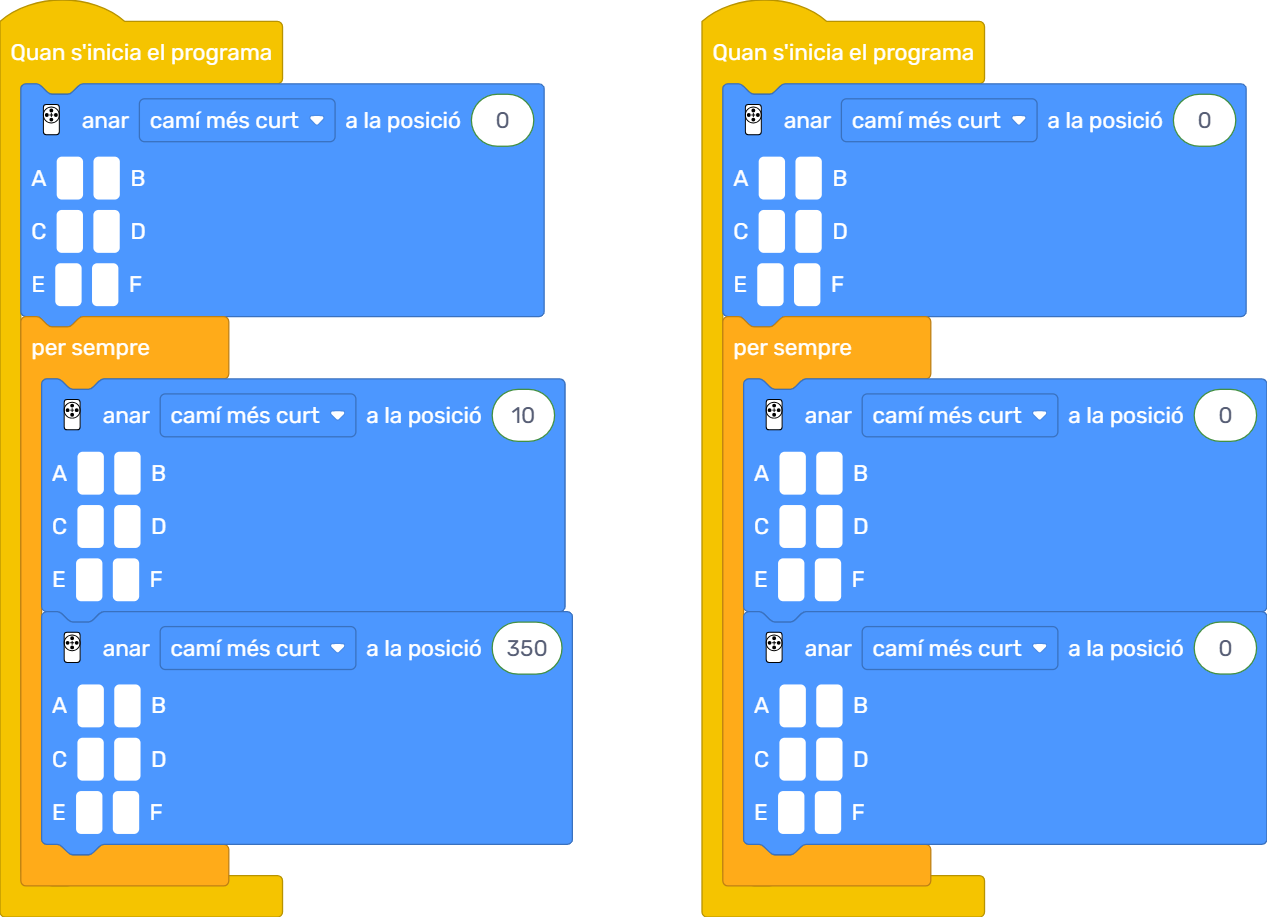 Quan s'inicia el programa
anar camí més curt a la posició 0
A B
C D
E F
per sempre
anar camí més curt a la posició 10
A B
C D
E F
anar camí més curt a la posició 350
A B
C D
E F
Quan s'inicia el programa
anar camí més curt a la posició 0
A B
C D
E F
per sempre
anar camí més curt a la posició 0
A B
C D
E F
anar camí més curt a la posició 0
A B
C D
E F